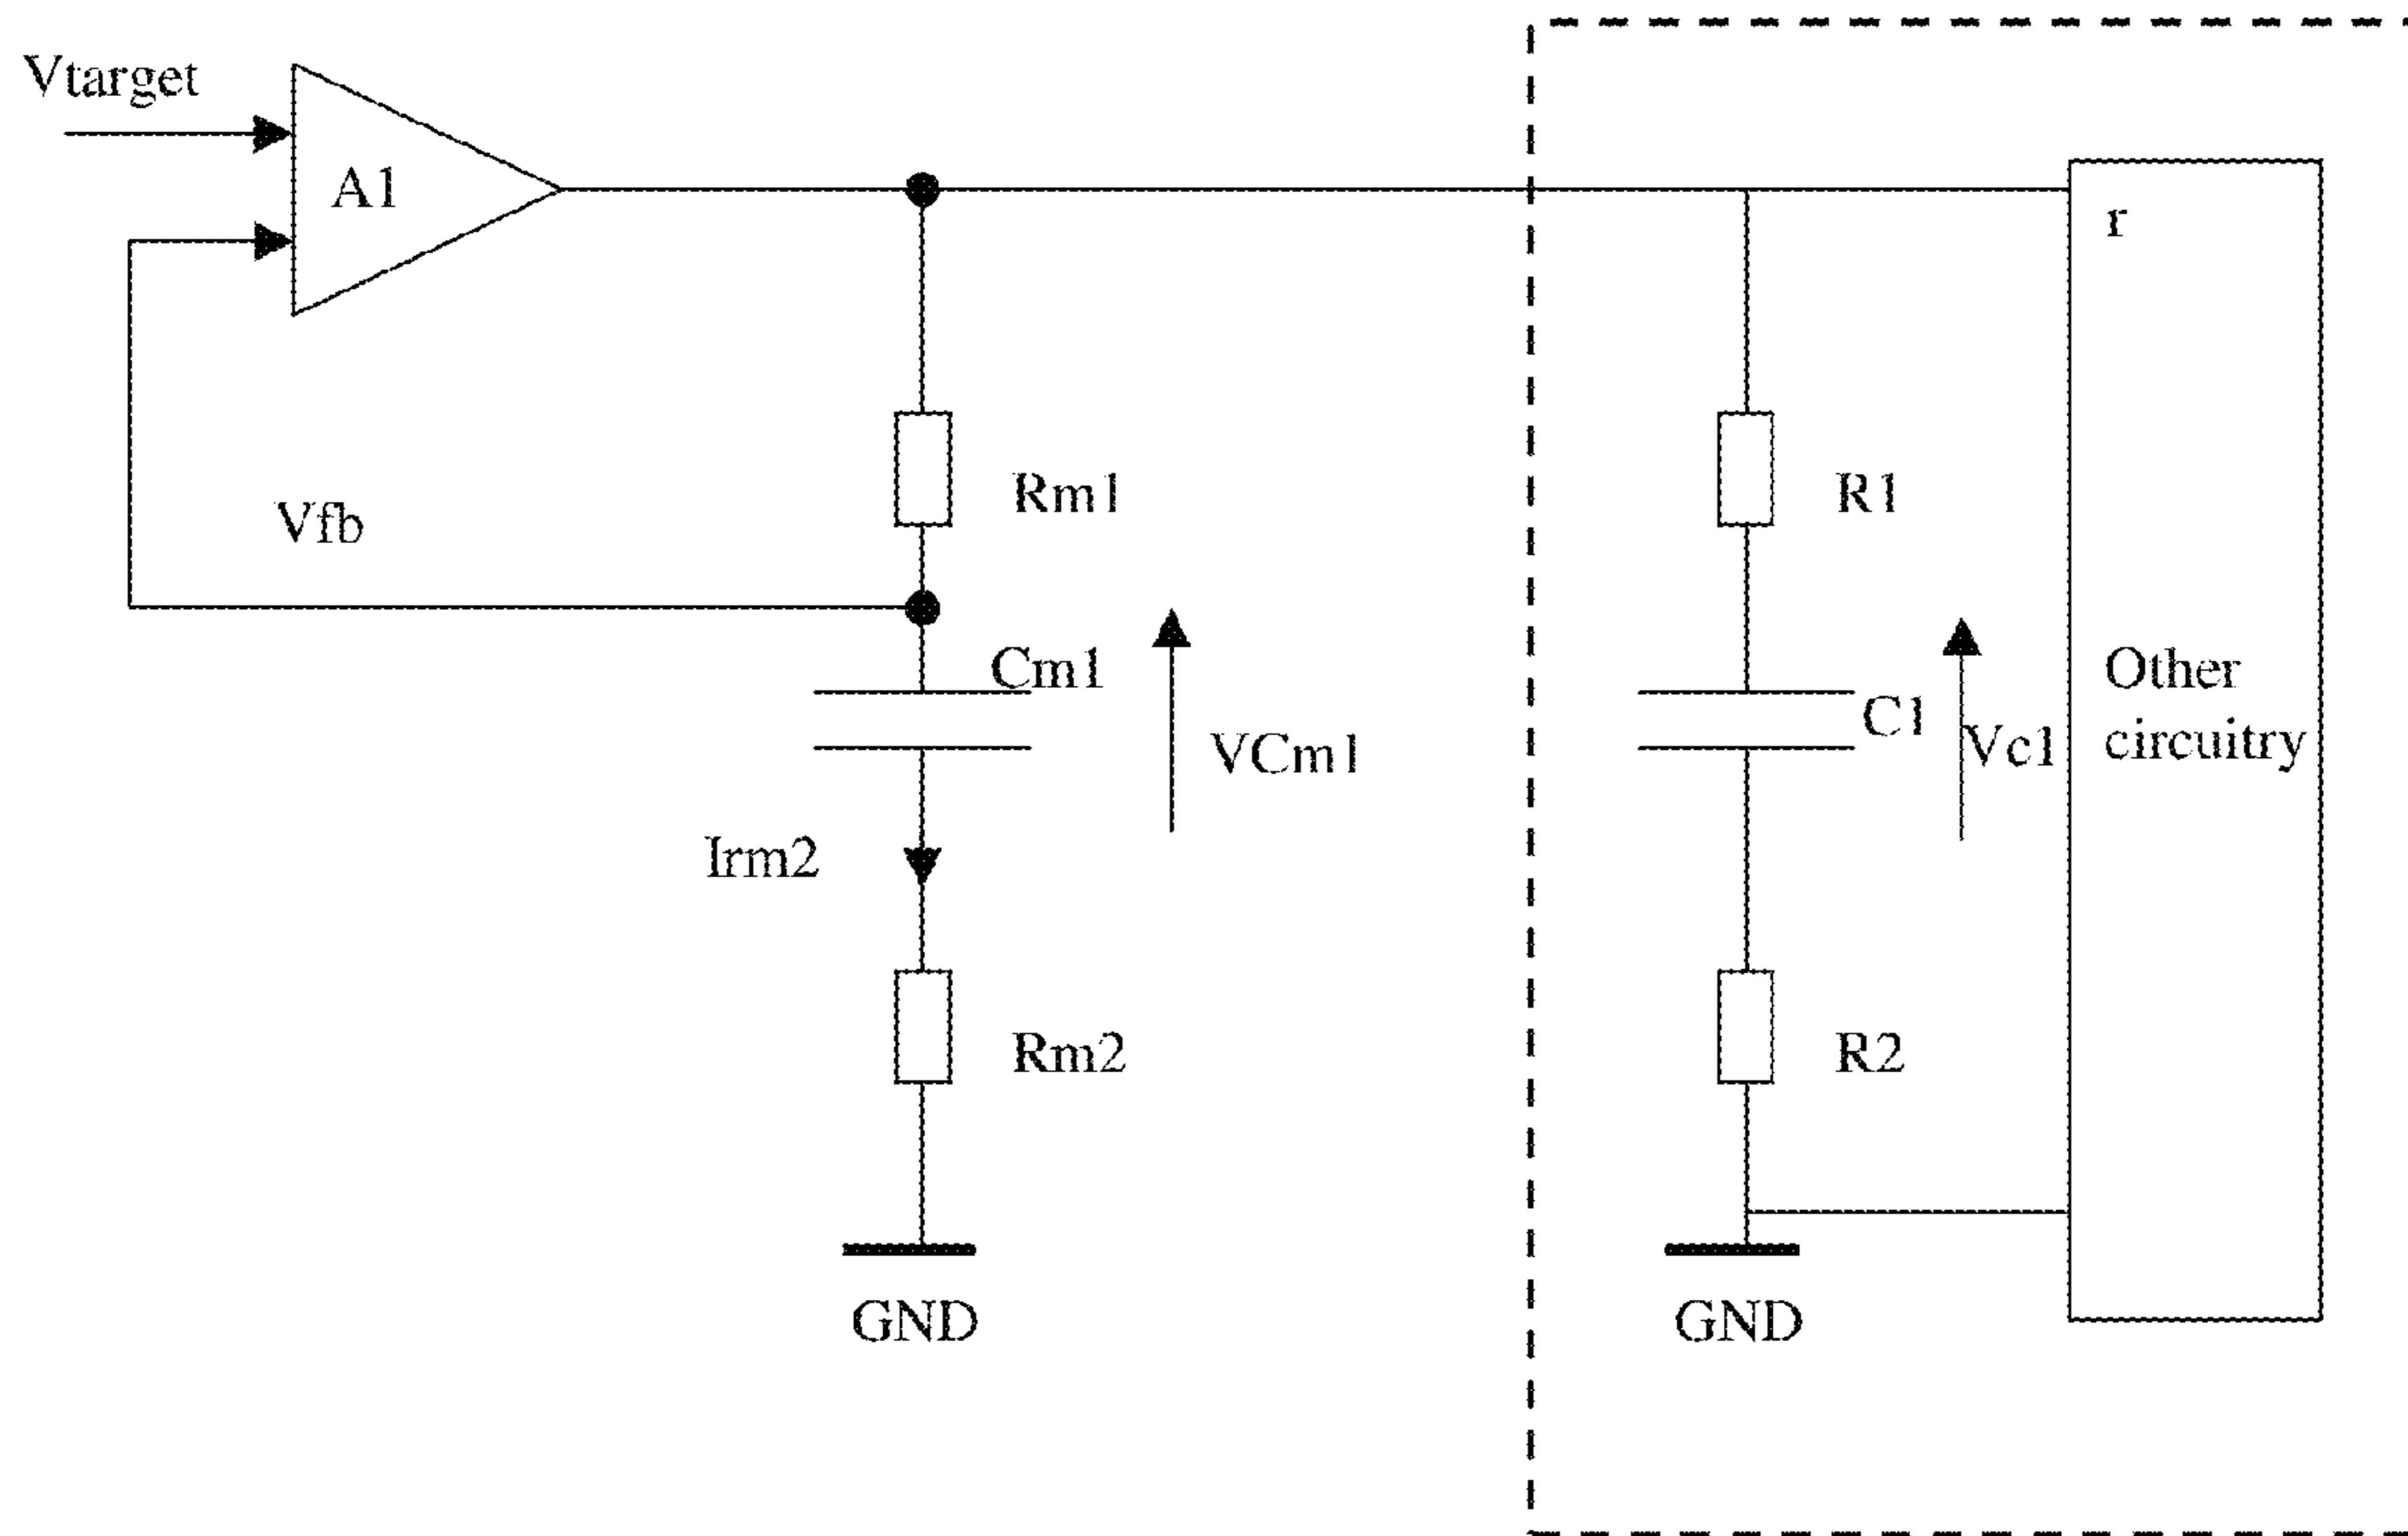 Vtarget
A1
r
Vfb
Rm1
R1
Cm1
VCm1
C1
Vc1
Other
circuitry
Irm2
Rm2
R2
GND
GND